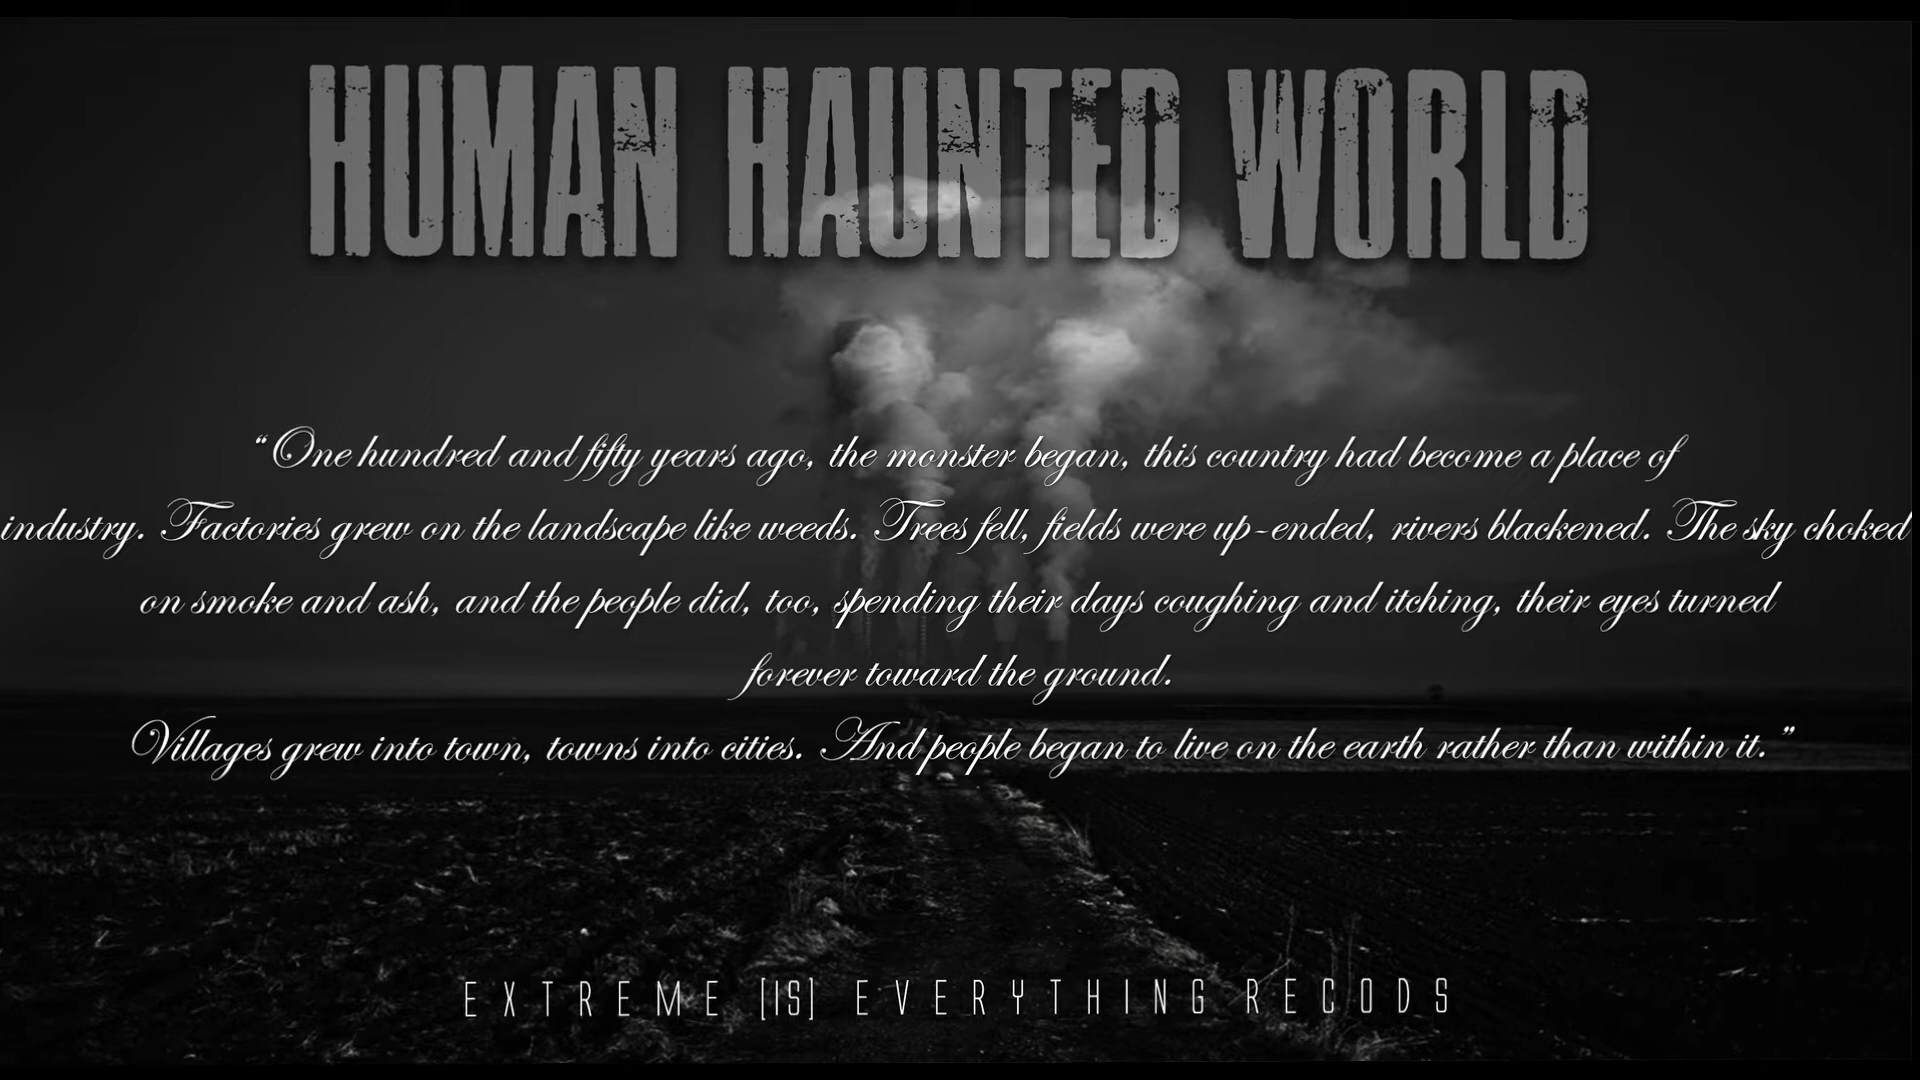 HUMAN HAUNTED WORLD
“One hundred and fifty years ago, the monster began, this country had become a place of
industry. Factories grew on the landscape like weeds. Trees fell, fields were up-ended, rivers blackened. The sky choked
on smoke and ash, and the people did, too, spending their days coughing and itching, their eyes turned
forever toward the ground.
Villages grew into town, towns into cities. And people began to live on the earth rather than within it.”
EXTREME [IS] EVERYTHING RECODS